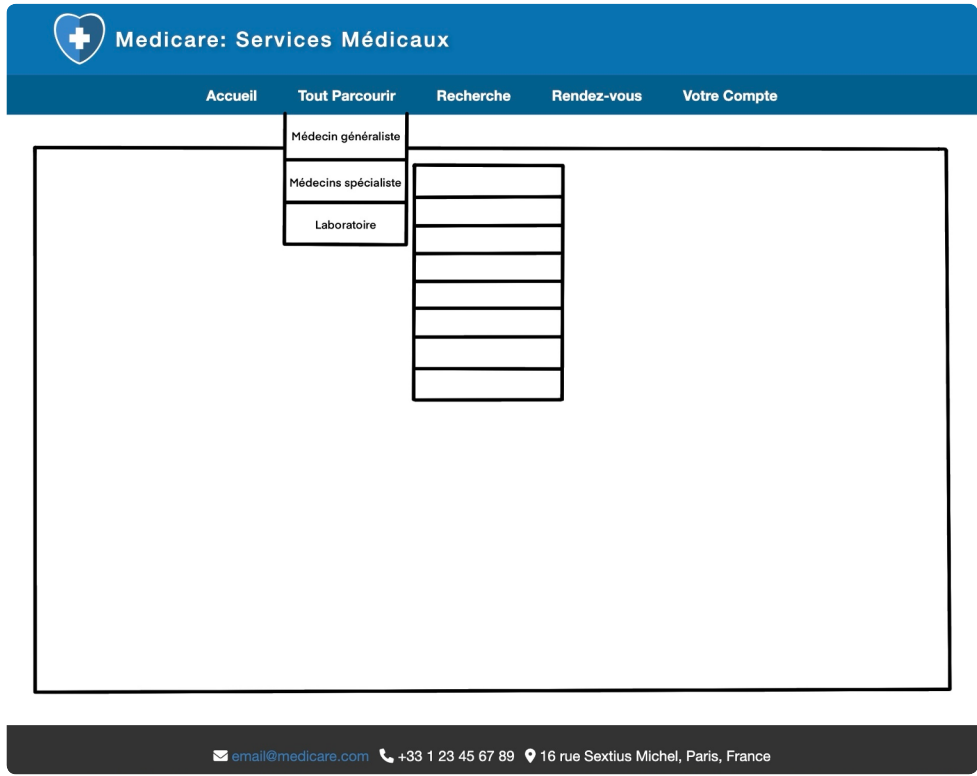 Medicare: Services Médicaux
Accueil Tout Parcourir Recherche Rendez-vous Votre Compte
Médecin généraliste
Médecins spécialiste
Laboratoire
email@medicare.com +33 1 23 45 67 89 16 rue Sextius Michel, Paris, France